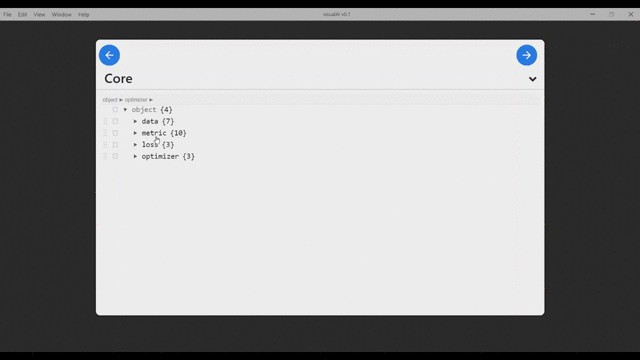 File Edit View Window Help
visualAI v0.1
Core
object ▸ optimizer ▸
▼ object {4}
▸ data {7}
▸ metric {10}
▸ loss {3}
▸ optimizer {3}